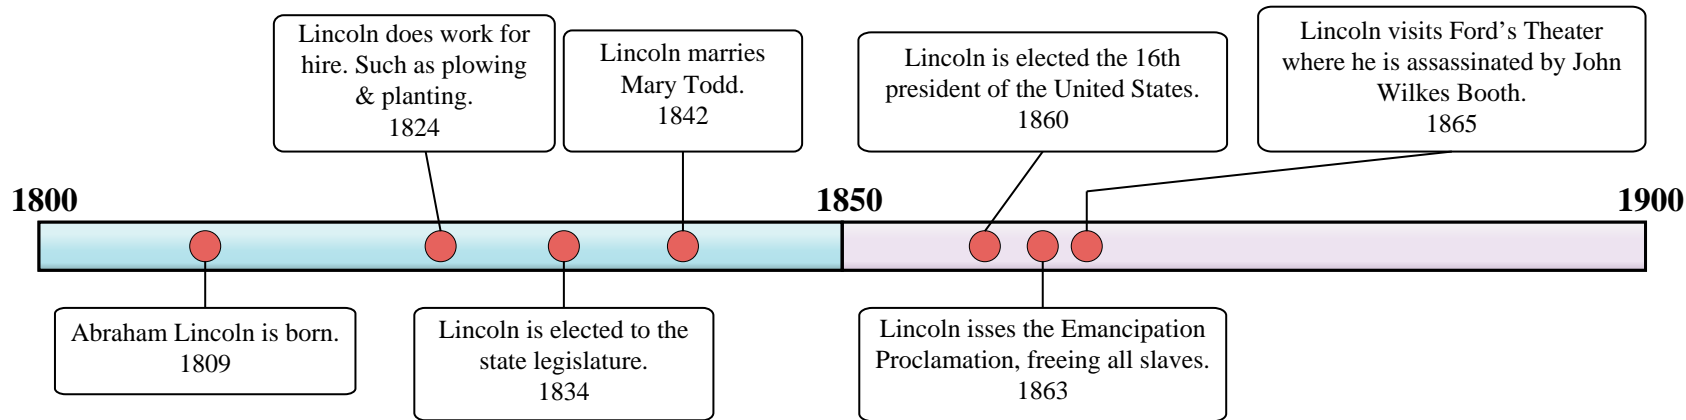 Lincoln does work for
hire. Such as plowing
& planting.
1824
Lincoln marries
Mary Todd.
1842
Lincoln is elected the 16th
president of the United States.
1860
Lincoln visits Ford’s Theater
where he is assassinated by John
Wilkes Booth.
1865
1800
1850
1900
Abraham Lincoln is born.
1809
Lincoln is elected to the
state legislature.
1834
Lincoln isses the Emancipation
Proclamation, freeing all slaves.
1863